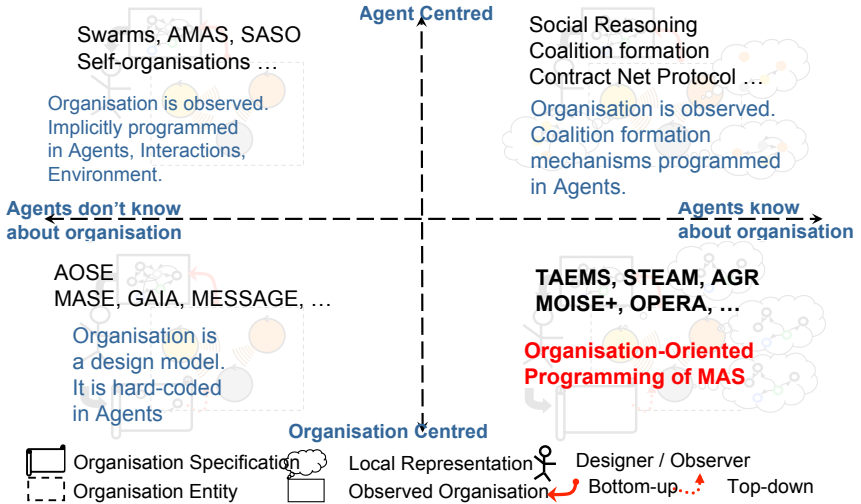 Agent Centred
Swarms, AMAS, SASO
Self-organisations …
Organisation is observed.
Implicitly programmed
in Agents, Interactions,
Environment.
Social Reasoning
Coalition formation
Contract Net Protocol …
Organisation is observed.
Coalition formation
mechanisms programmed
in Agents.
Agents don't know
about organisation
Agents know
about organisation
AOSE
MASE, GAIA, MESSAGE, …
Organisation is
a design model.
It is hard-coded
in Agents
TAEMS, STEAM, AGR
MOISE+, OPERA, …
Organisation-Oriented
Programming of MAS
Organisation Centred
Organisation Specification
Local Representation
Designer / Observer
Organisation Entity
Observed Organisation
Bottom-up
Top-down